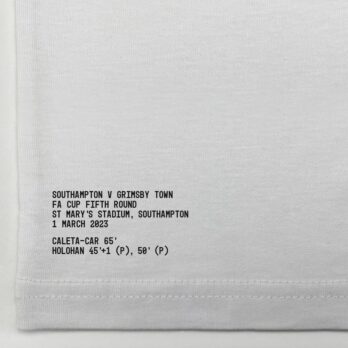 SOUTHAMPTON V GRIMSBY TOWN
FA CUP FIFTH ROUND
ST MARY'S STADIUM, SOUTHAMPTON
1 MARCH 2023
CALETA-CAR 65'
HOLOHAN 45'+1 (P), 50' (P)